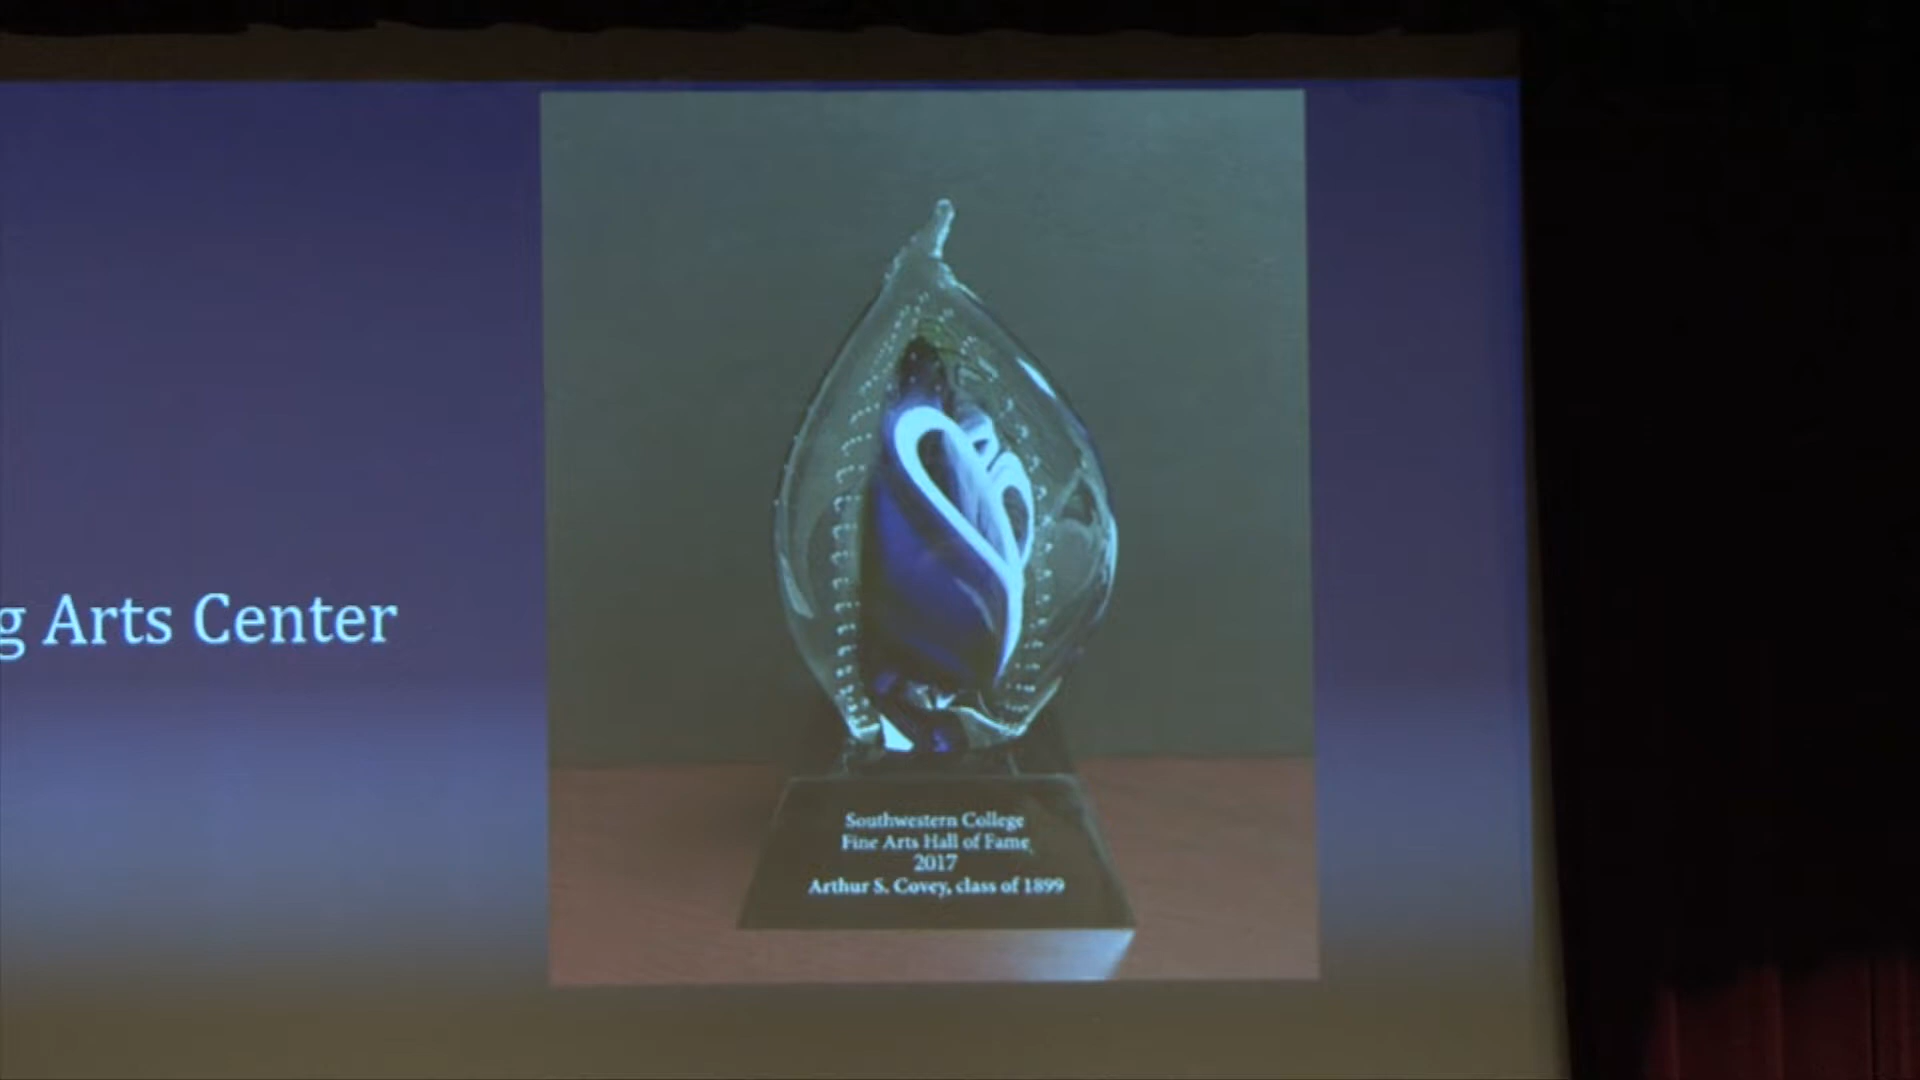 g Arts Center
Southwestern College
Fine Arts Hall of Fame
2017
Arthur S. Covey, class of 1899